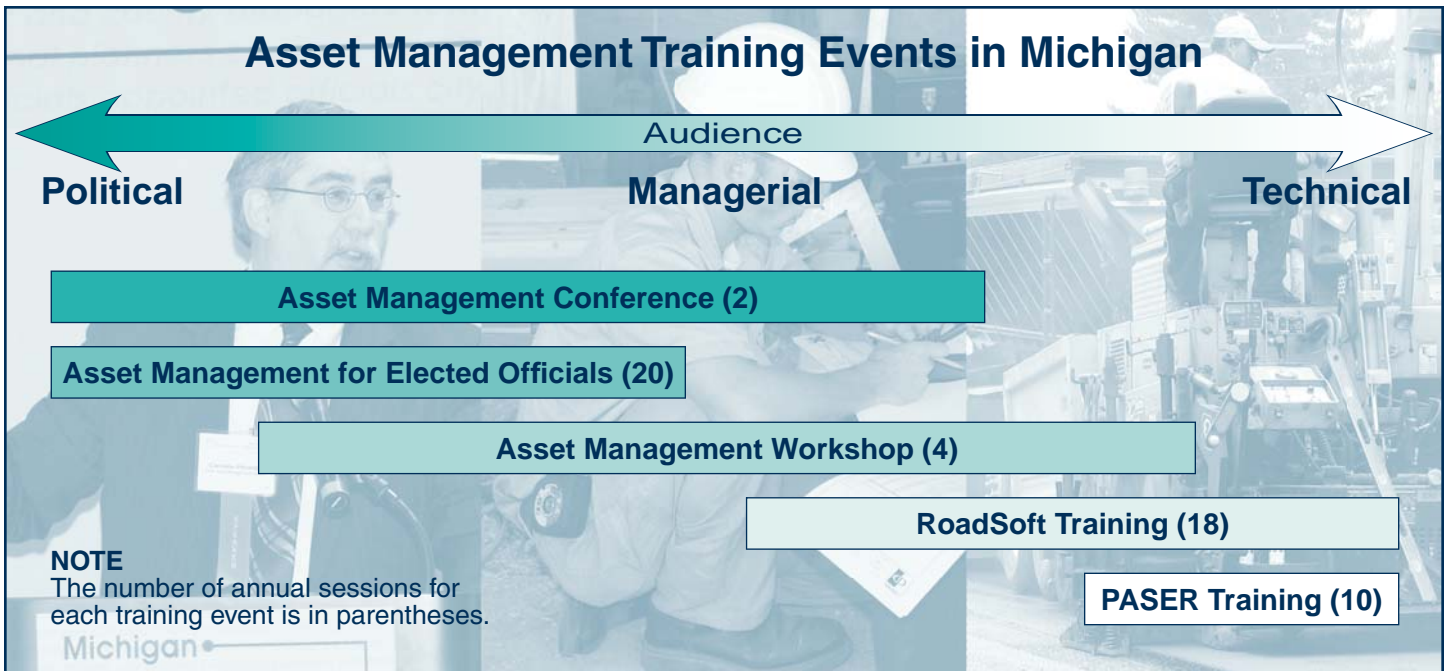 Asset Management Training Events in Michigan
Audience
Political
Managerial
Technical
Asset Management Conference (2)
Asset Management for Elected Officials (20)
Asset Management Workshop (4)
RoadSoft Training (18)
PASER Training (10)
NOTE
The number of annual sessions for
each training event is in parentheses.
Michigan